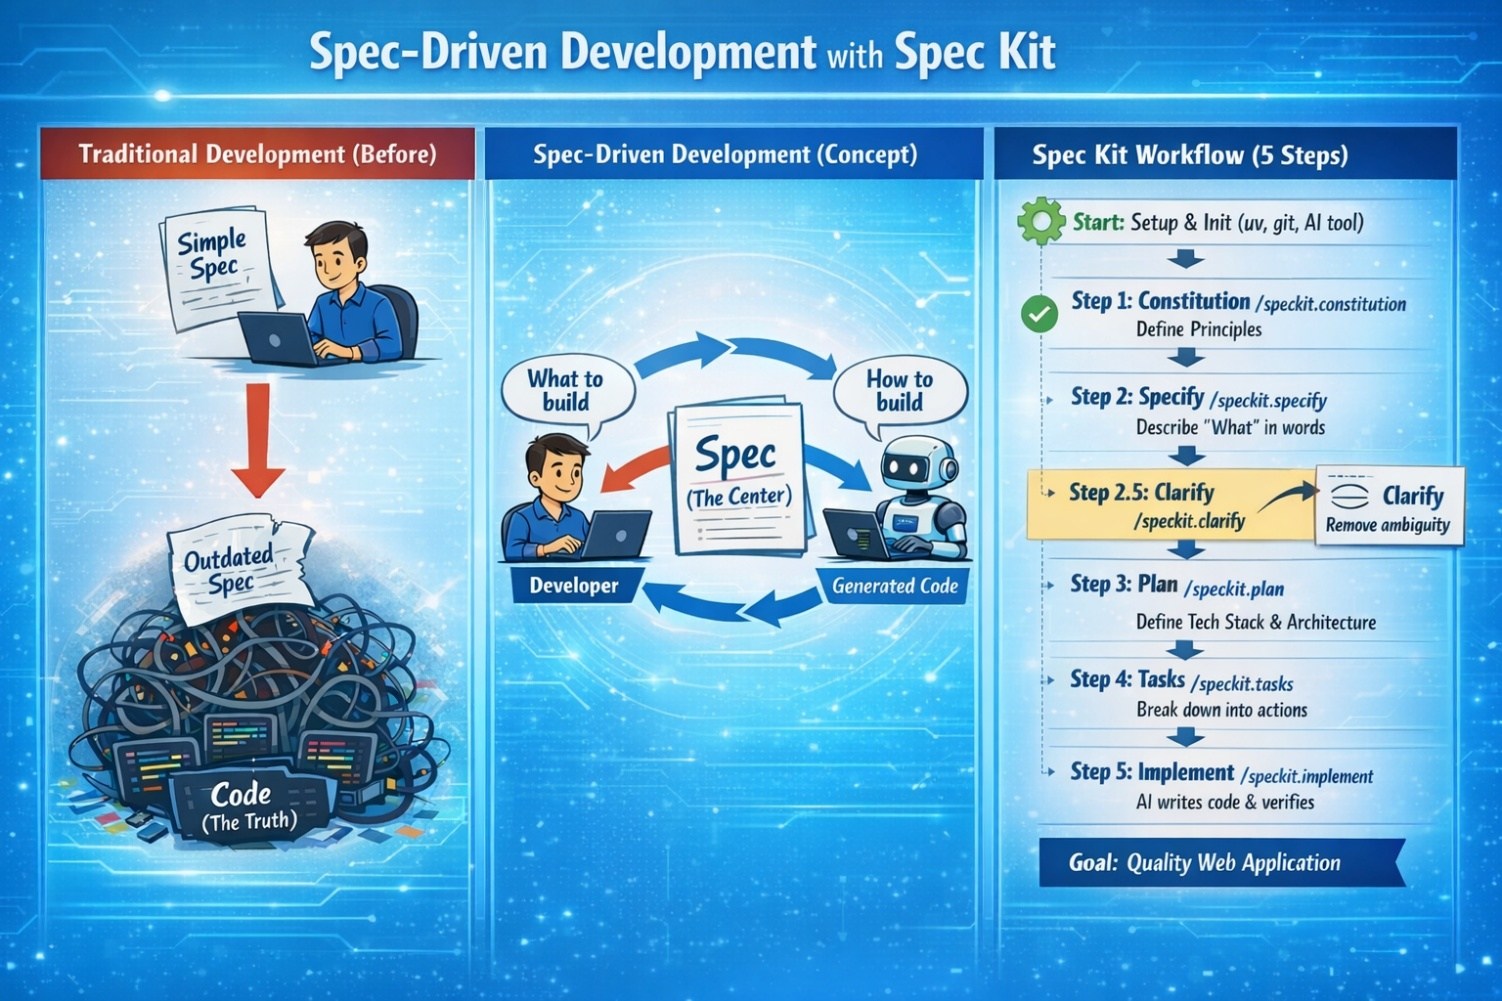 Spec-Driven Development with Spec Kit
Traditional Development (Before)
Simple
Spec
Outdated
Spec
Code
(The Truth)
Spec-Driven Development (Concept)
What to
build
How to
build
Spec
(The Center)
Developer
Generated Code
Spec Kit Workflow (5 Steps)
Start: Setup & Init (uv, git, AI tool)
Step 1: Constitution /speckit.constitution
Define Principles
Step 2: Specify /speckit.specify
Describe "What" in words
Step 2.5: Clarify
/speckit.clarify
Clarify
Remove ambiguity
Step 3: Plan /speckit.plan
Define Tech Stack & Architecture
Step 4: Tasks /speckit.tasks
Break down into actions
Step 5: Implement /speckit.implement
AI writes code & verifies
Goal: Quality Web Application